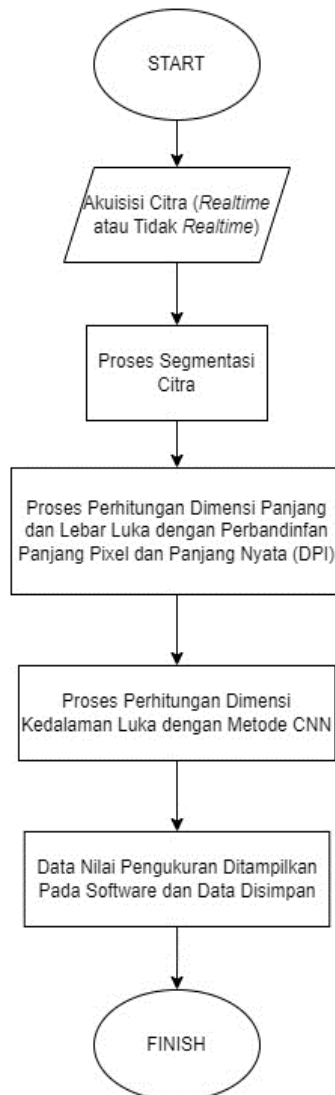 START
Akuisisi Citra (Realtime
atau Tidak Realtime)
Proses Segmentasi
Citra
Proses Perhitungan Dimensi Panjang
dan Lebar Luka dengan Perbandinfan
Panjang Pixel dan Panjang Nyata (DPI)
Proses Perhitungan Dimensi
Kedalaman Luka dengan Metode CNN
Data Nilai Pengukuran Ditampilkan
Pada Software dan Data Disimpan
FINISH